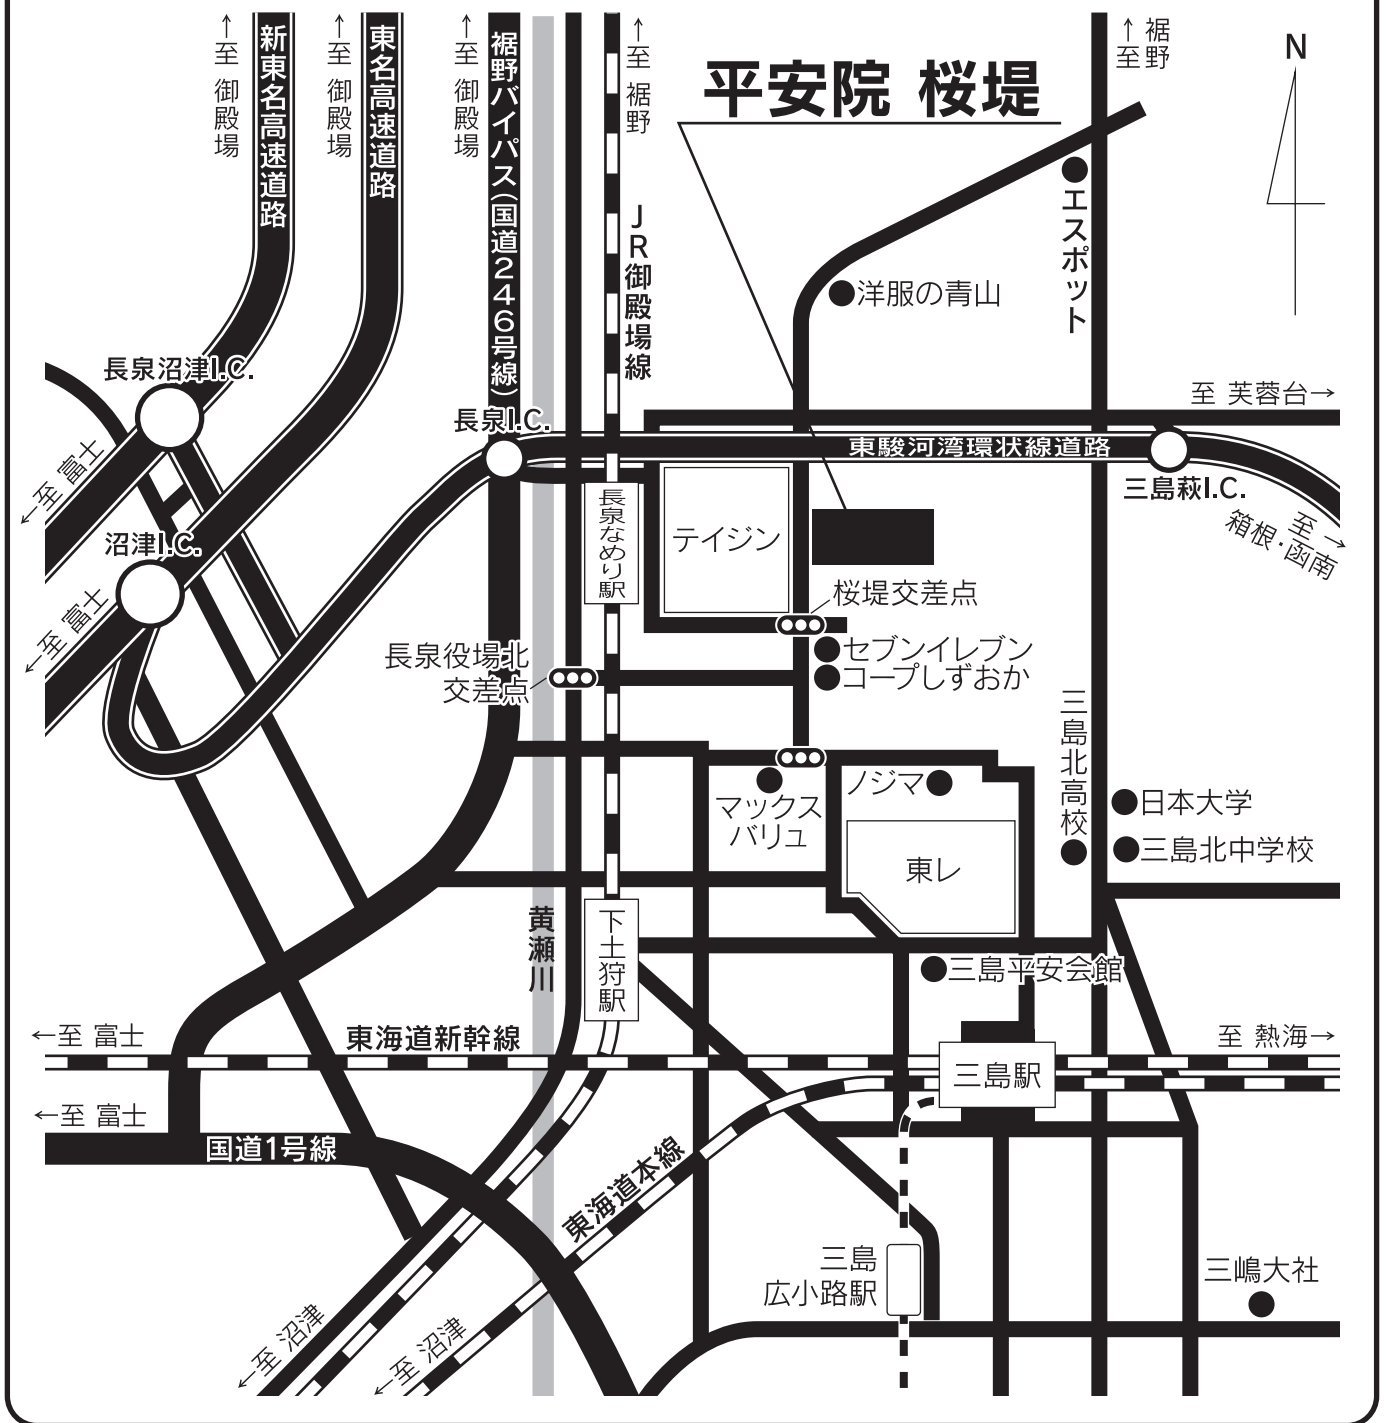 ↑至 御殿場
新東名高速道路
↑至 御殿場
東名高速道路
↑至 御殿場
裾野バイパス(国道246号線)
↑至 裾野
JR御殿場線
平安院 桜堤
↑至 裾野
N
エスポット
洋服の青山
長泉沼津I.C.
長泉I.C.
至 芙蓉台→
東駿河湾環状線道路
三島萩I.C.
至→
箱根・函南
←至 富士
沼津I.C.
←至 富士
長泉なめり駅
テイジン
桜堤交差点
セブンイレブン
コープしずおか
長泉役場北
交差点
三島北高校
マックス
バリュ
ノジマ
日本大学
三島北中学校
東レ
黄瀬川
下土狩駅
三島平安会館
←至 富士
東海道新幹線
至 熱海→
三島駅
←至 富士
国道1号線
東海道本線
三島
広小路駅
三嶋大社
←至 沼津
←至 沼津